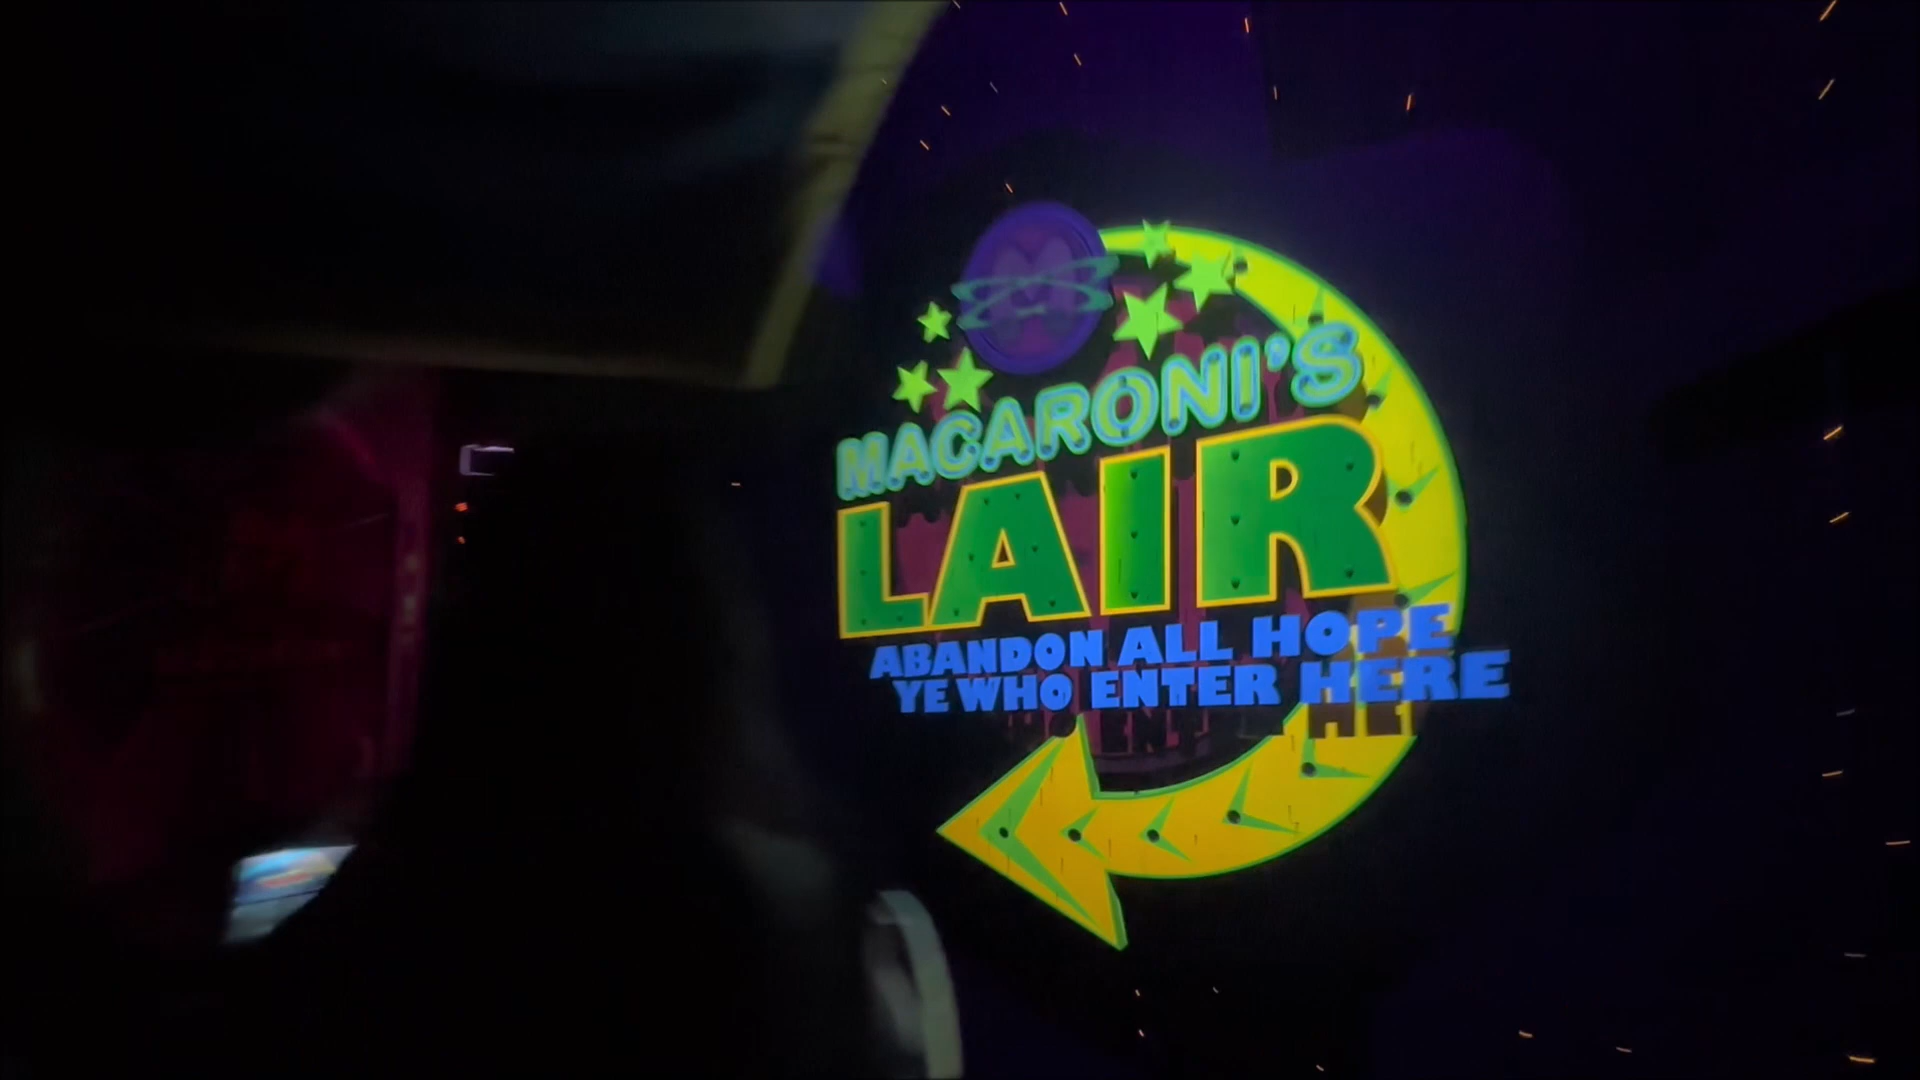 MACARONI'S
LAIR
ABANDON ALL HOPE
YE WHO ENTER HERE